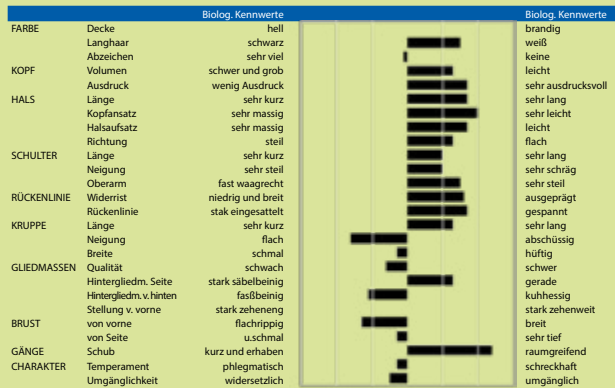 Biolog. Kennwerte Biolog. Kennwerte
FARBE Decke hell brandig
Langhaar schwarz weiß
Abzeichen sehr viel keine
KOPF Volumen schwer und grob leicht
Ausdruck wenig Ausdruck sehr ausdrucksvoll
HALS Länge sehr kurz sehr lang
Kopfansatz sehr massig sehr leicht
Halsaufsatz sehr massig leicht
Richtung steil flach
SCHULTER Länge sehr kurz sehr lang
Neigung sehr steil sehr schräg
Oberarm fast waagrecht sehr steil
RÜCKENLINIE Widerrist niedrig und breit ausgeprägt
Rückenlinie stak eingesattelt gespannt
KRUPPE Länge sehr kurz sehr lang
Neigung flach abschüssig
Breite schmal hüftig
GLIEDMASSEN Qualität schwach schwer
Hintergliedm. Seite stark säbelbeinig gerade
Hintergliedm. v. hinten fasßbeinig kuhhessig
Stellung v. vorne stark zeheneng stark zehenweit
BRUST von vorne flachrippig breit
von Seite u.schmal sehr tief
GÄNGE Schub kurz und erhaben raumgreifend
CHARAKTER Temperament phlegmatisch schreckhaft
Umgänglichkeit widersetzlich umgänglich